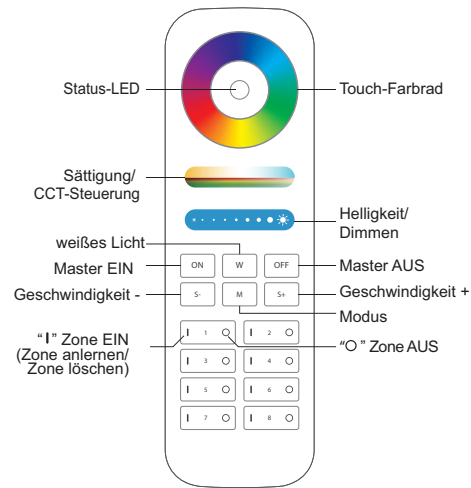 Status-LED
Touch-Farbrad
Sättigung/
CCT-Steuerung
Helligkeit/
Dimmen
weißes Licht
Master EIN
ON
W
OFF
Master AUS
Geschwindigkeit -
S-
M
S+
Geschwindigkeit +
Modus
“I” Zone EIN
(Zone anlernen/
Zone löschen)
I 1 O
I 2 O
“O” Zone AUS
I 3 O
I 4 O
I 5 O
I 6 O
I 7 O
I 8 O